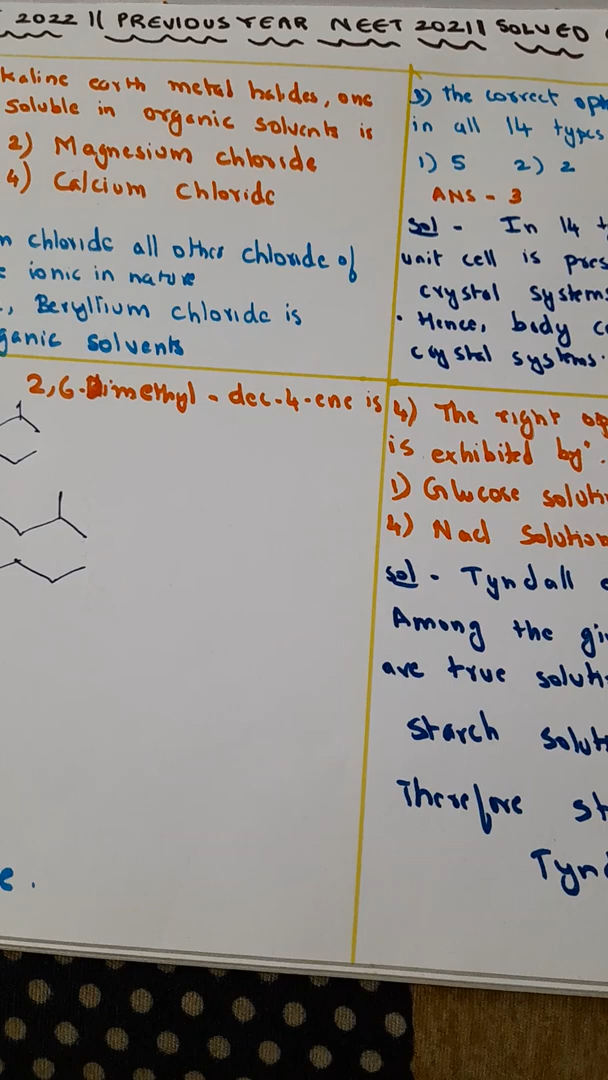 2022 || PREVIOUS YEAR NEET 2021 || SOLVED
kaline earth metal halides, one
soluble in organic solvents is
2) Magnesium chloride
4) Calcium chloride
m chloride all other chloride of
e ionic in nature
, Beryllium chloride is
ganic solvents
3) The correct opt
in all 14 types
1) 5 2) 2
ANS - 3
Sol - In 14 t
unit cell is pres
crystal systems
• Hence, body c
crystal systems.
2,6-Dimethyl - dec-4-ene is
e.
4) The right op
is exhibited by:
1) Glucose soluti
4) Nacl Solution
Sol - Tyndall e
Among the gi
are true soluti
starch solut
Therefore st
Tynd